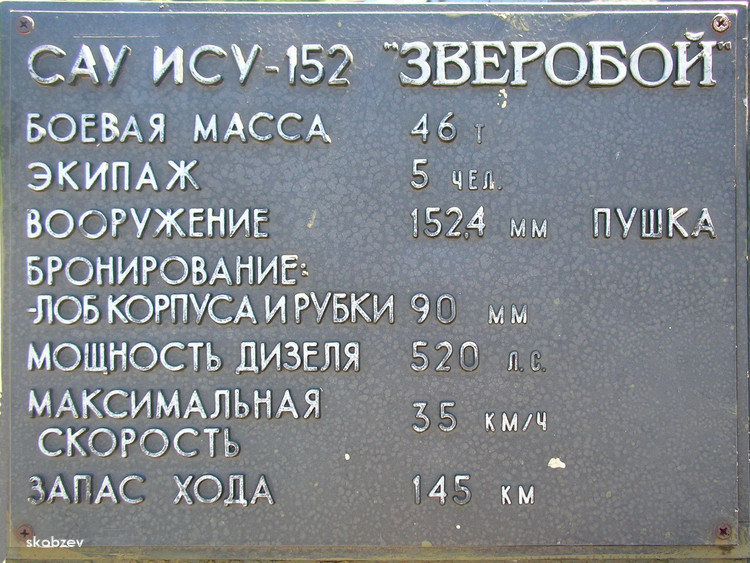 САУ ИСУ-152 "ЗВЕРОБОЙ"
БОЕВАЯ МАССА 46 т
ЭКИПАЖ 5 ЧЕЛ.
ВООРУЖЕНИЕ 152,4 мм ПУШКА
БРОНИРОВАНИЕ:
-ЛОБ КОРПУСА И РУБКИ 90 мм
МОЩНОСТЬ ДИЗЕЛЯ 520 л.с.
МАКСИМАЛЬНАЯ
СКОРОСТЬ 35 КМ/Ч
ЗАПАС ХОДА 145 КМ
skobzev